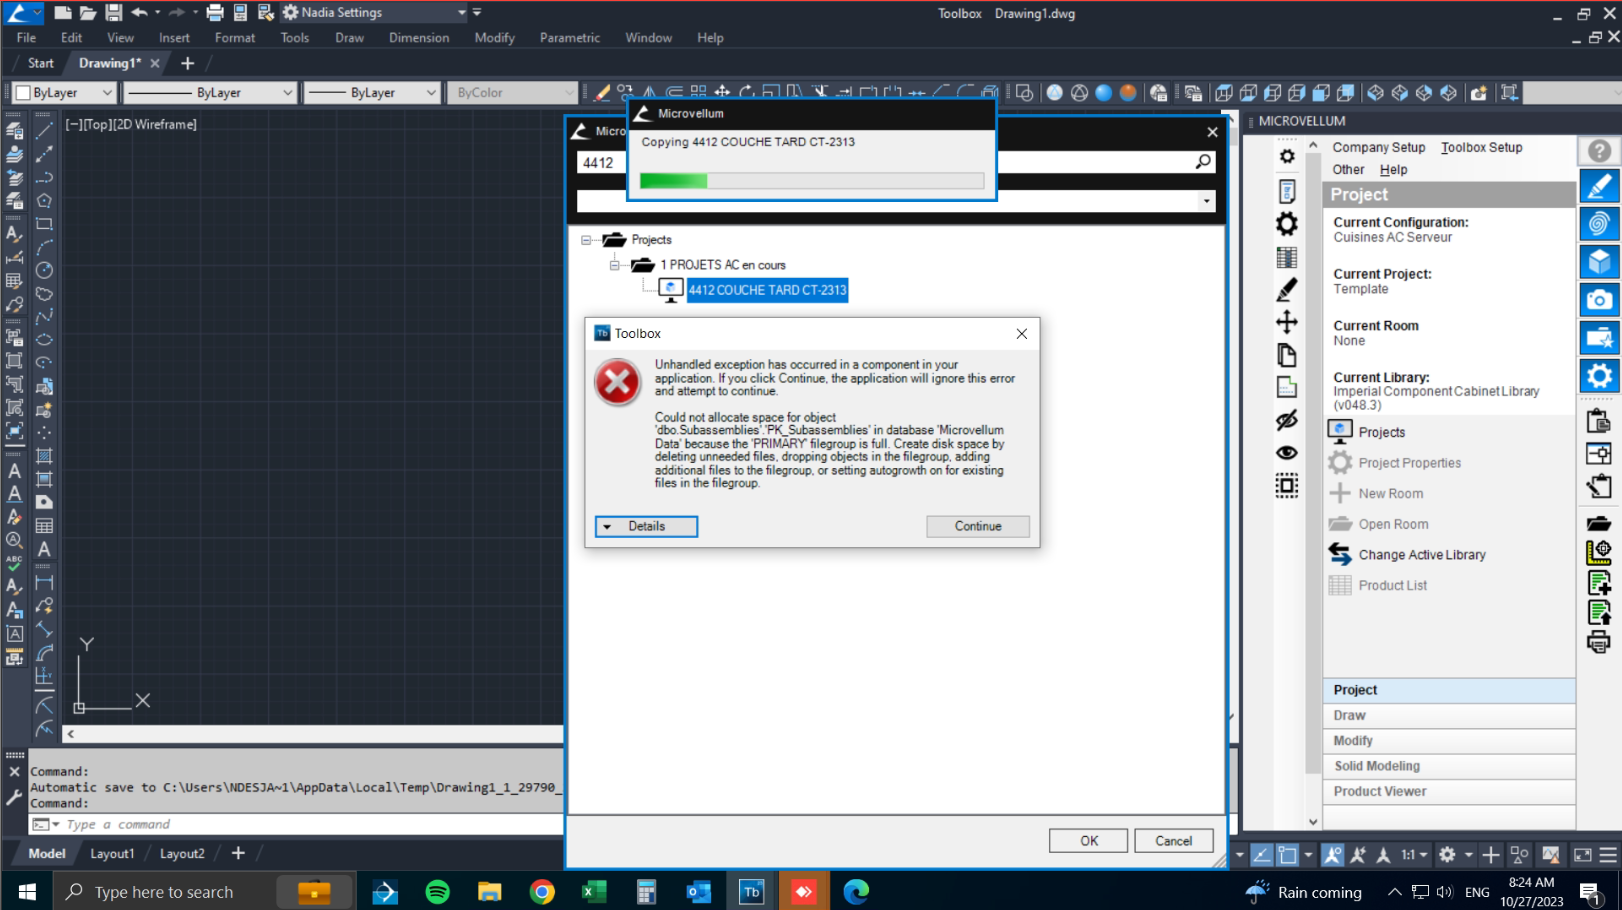 Nadia Settings
Toolbox Drawing1.dwg
File Edit View Insert Format Tools Draw Dimension Modify Parametric Window Help
Start Drawing1*
ByLayer ByLayer ByLayer ByColor
[−][Top][2D Wireframe]
Microvellum
Copying 4412 COUCHE TARD CT-2313
Micro
4412
Projects
1 PROJETS AC en cours
4412 COUCHE TARD CT-2313
Tb Toolbox
Unhandled exception has occurred in a component in your
application. If you click Continue, the application will ignore this error
and attempt to continue.
Could not allocate space for object
'dbo.Subassemblies'.'PK_Subassemblies' in database 'Microvellum
Data' because the 'PRIMARY' filegroup is full. Create disk space by
deleting unneeded files, dropping objects in the filegroup, adding
additional files to the filegroup, or setting autogrowth on for existing
files in the filegroup.
Details Continue
OK Cancel
MICROVELLUM
Company Setup Toolbox Setup
Other Help
Project
Current Configuration:
Cuisines AC Serveur
Current Project:
Template
Current Room
None
Current Library:
Imperial Component Cabinet Library
(v048.3)
Projects
Project Properties
New Room
Open Room
Change Active Library
Product List
Project
Draw
Modify
Solid Modeling
Product Viewer
Y
X
ABC
Command:
Automatic save to C:\Users\NDESJA~1\AppData\Local\Temp\Drawing1_1_29790_
Command:
Type a command
Model Layout1 Layout2
1:1
Type here to search
Tb
Rain coming
ENG
8:24 AM
10/27/2023
1